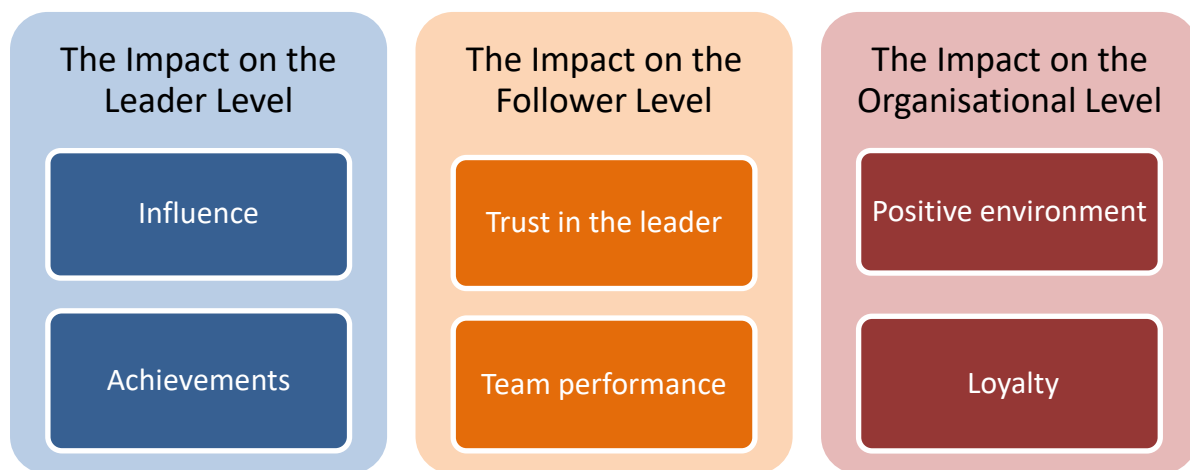 The Impact on the
Leader Level
Influence
Achievements
The Impact on the
Follower Level
Trust in the leader
Team performance
The Impact on the
Organisational Level
Positive environment
Loyalty